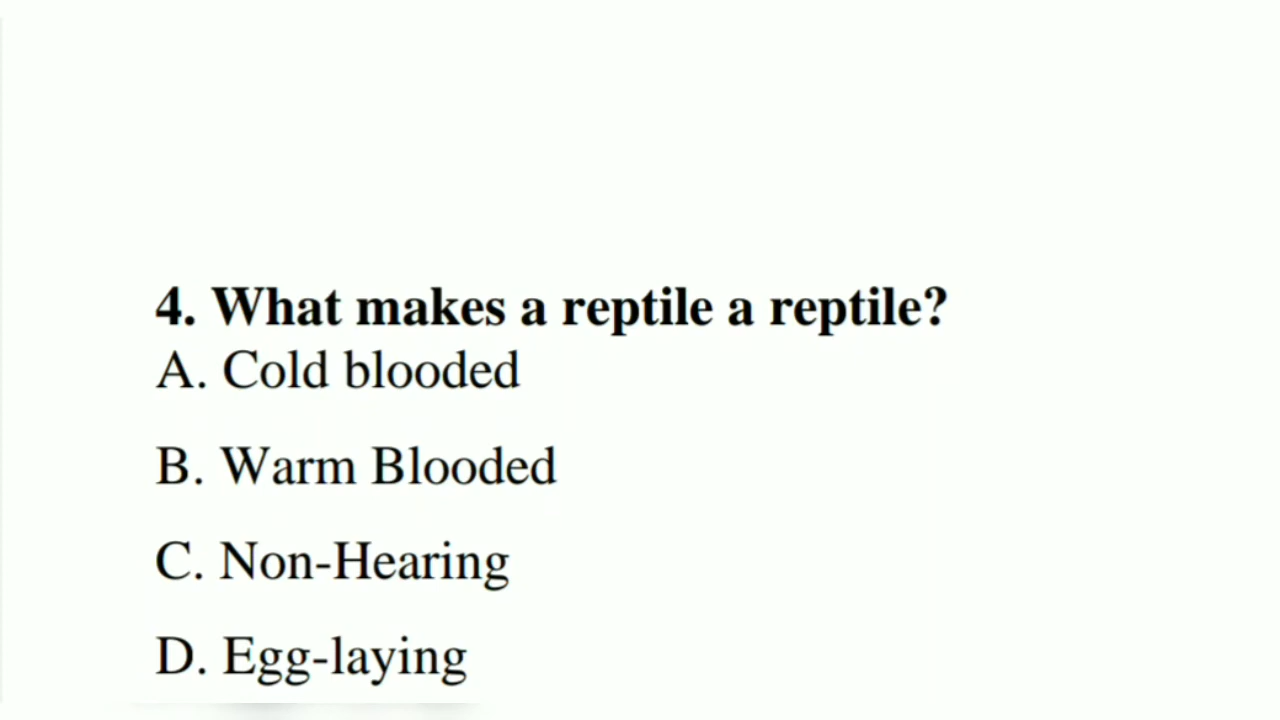 4. What makes a reptile a reptile?
A. Cold blooded
B. Warm Blooded
C. Non-Hearing
D. Egg-laying